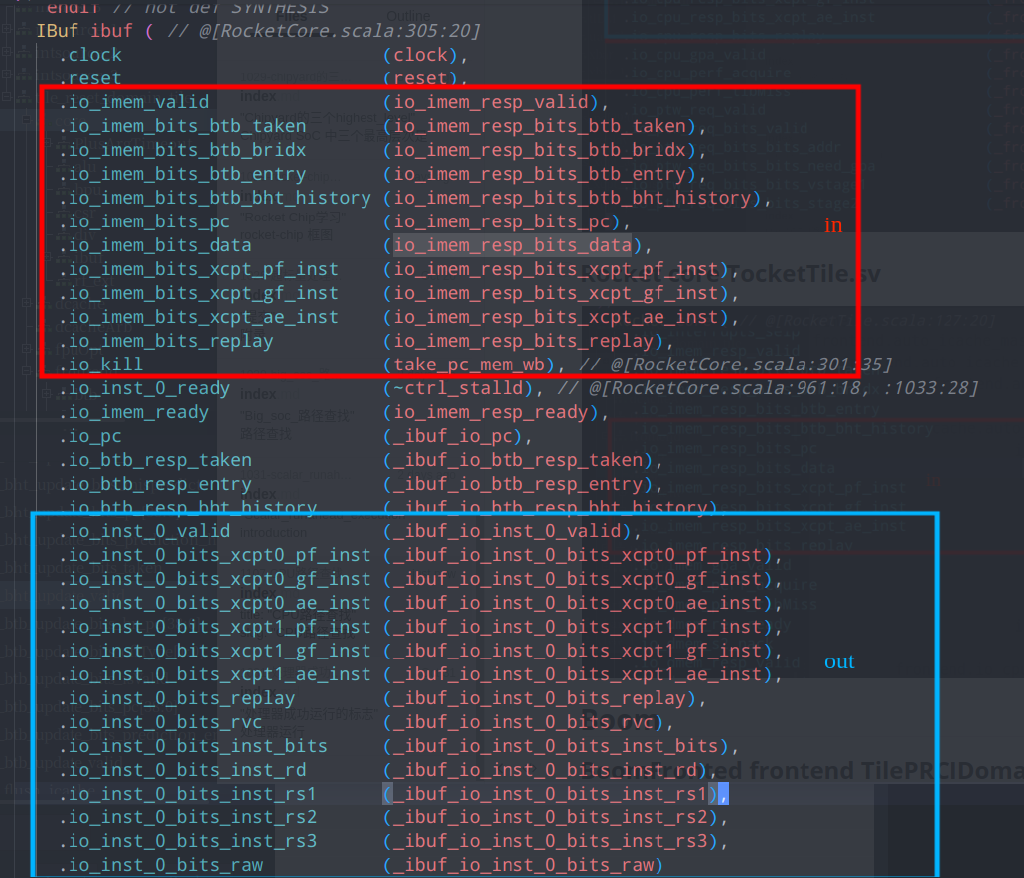 endif // not def SYNTHESIS
IBuf ibuf ( // @[RocketCore.scala:305:20]
.clock (clock),
.reset (reset),
.io_imem_valid (io_imem_resp_valid),
.io_imem_bits_btb_taken (io_imem_resp_bits_btb_taken),
.io_imem_bits_btb_bridx (io_imem_resp_bits_btb_bridx),
.io_imem_bits_btb_entry (io_imem_resp_bits_btb_entry),
.io_imem_bits_btb_bht_history (io_imem_resp_bits_btb_bht_history),
.io_imem_bits_pc (io_imem_resp_bits_pc),
in
.io_imem_bits_data (io_imem_resp_bits_data),
.io_imem_bits_xcpt_pf_inst (io_imem_resp_bits_xcpt_pf_inst),
Rocket core TocketTile.sv
.io_imem_bits_xcpt_gf_inst (io_imem_resp_bits_xcpt_gf_inst),
.io_imem_bits_xcpt_ae_inst (io_imem_resp_bits_xcpt_ae_inst),
.io_imem_bits_replay (io_imem_resp_bits_replay),
.io_kill (take_pc_mem_wb), // @[RocketCore.scala:301:35]
.io_inst_0_ready (~ctrl_stalld), // @[RocketCore.scala:961:18, :1033:28]
.io_imem_ready (io_imem_resp_ready),
.io_pc (_ibuf_io_pc),
.io_btb_resp_taken (_ibuf_io_btb_resp_taken),
.io_btb_resp_entry (_ibuf_io_btb_resp_entry),
.io_btb_resp_bht_history (_ibuf_io_btb_resp_bht_history),
.io_inst_0_valid (_ibuf_io_inst_0_valid),
.io_inst_0_bits_xcpt0_pf_inst (_ibuf_io_inst_0_bits_xcpt0_pf_inst),
.io_inst_0_bits_xcpt0_gf_inst (_ibuf_io_inst_0_bits_xcpt0_gf_inst),
.io_inst_0_bits_xcpt0_ae_inst (_ibuf_io_inst_0_bits_xcpt0_ae_inst),
.io_inst_0_bits_xcpt1_pf_inst (_ibuf_io_inst_0_bits_xcpt1_pf_inst),
.io_inst_0_bits_xcpt1_gf_inst (_ibuf_io_inst_0_bits_xcpt1_gf_inst),
out
.io_inst_0_bits_xcpt1_ae_inst (_ibuf_io_inst_0_bits_xcpt1_ae_inst),
.io_inst_0_bits_replay (_ibuf_io_inst_0_bits_replay),
.io_inst_0_bits_rvc (_ibuf_io_inst_0_bits_rvc),
.io_inst_0_bits_inst_bits (_ibuf_io_inst_0_bits_inst_bits),
.io_inst_0_bits_inst_rd (_ibuf_io_inst_0_bits_inst_rd),
.io_inst_0_bits_inst_rs1 (_ibuf_io_inst_0_bits_inst_rs1),
.io_inst_0_bits_inst_rs2 (_ibuf_io_inst_0_bits_inst_rs2),
.io_inst_0_bits_inst_rs3 (_ibuf_io_inst_0_bits_inst_rs3),
.io_inst_0_bits_raw (_ibuf_io_inst_0_bits_raw)